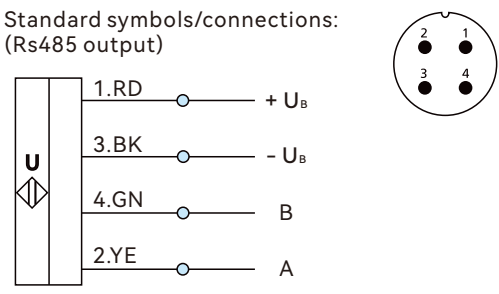 Standard symbols/connections:
(Rs485 output)
2 1
3 4
1.RD + UB
3.BK - UB
U
4.GN B
2.YE A